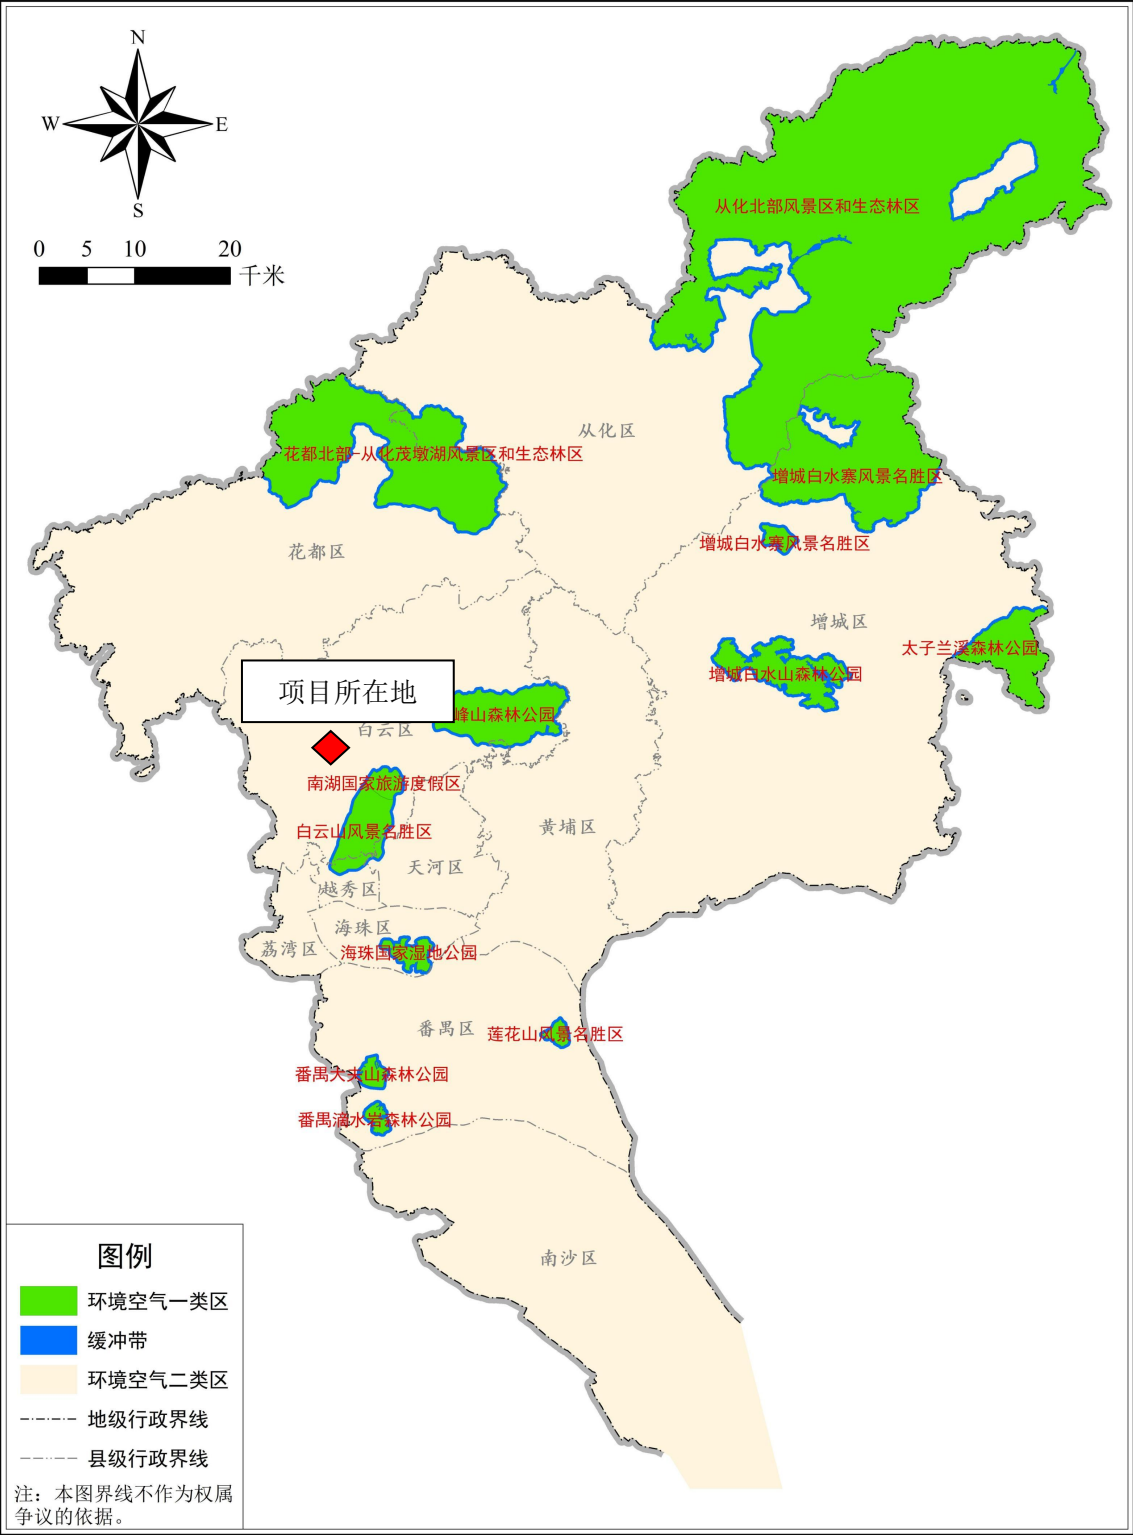 N
W
E
S
0 5 10 20
千米
从化北部风景区和生态林区
从化区
花都北部-从化茂墩湖风景区和生态林区
增城白水寨风景名胜区
增城白水寨风景名胜区
花都区
增城区
太子兰溪森林公园
增城白水山森林公园
项目所在地
峰山森林公园
白云区
南湖国家旅游度假区
白云山风景名胜区
黄埔区
天河区
越秀区
海珠区
荔湾区
海珠国家湿地公园
番禺区
莲花山风景名胜区
番禺大夫山森林公园
番禺滴水岩森林公园
南沙区
图例
环境空气一类区
缓冲带
环境空气二类区
地级行政界线
县级行政界线
注：本图界线不作为权属
争议的依据。